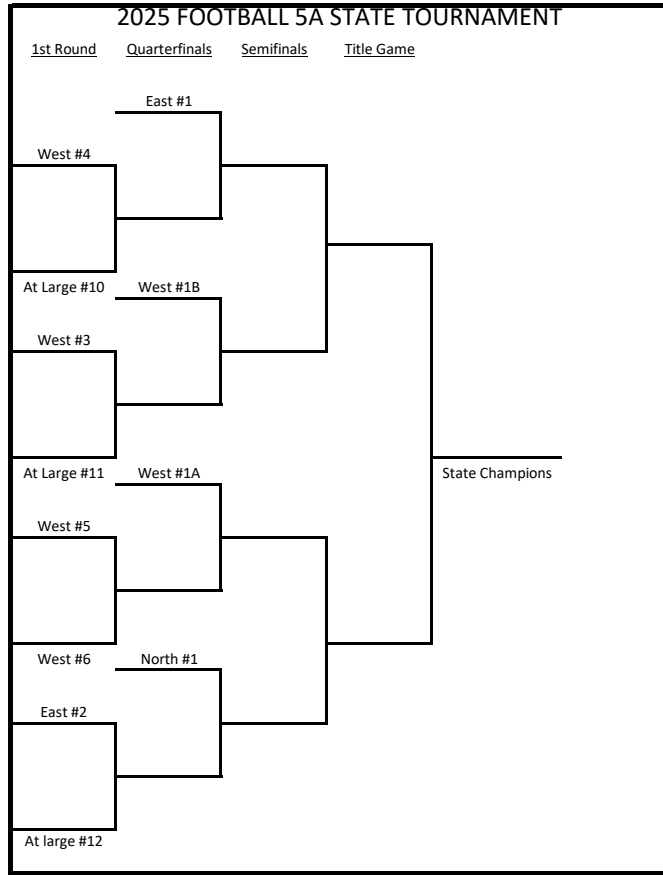 2025 FOOTBALL 5A STATE TOURNAMENT
1st Round Quarterfinals Semifinals Title Game
East #1
West #4
At Large #10 West #1B
West #3
At Large #11 West #1A State Champions
West #5
West #6 North #1
East #2
At large #12